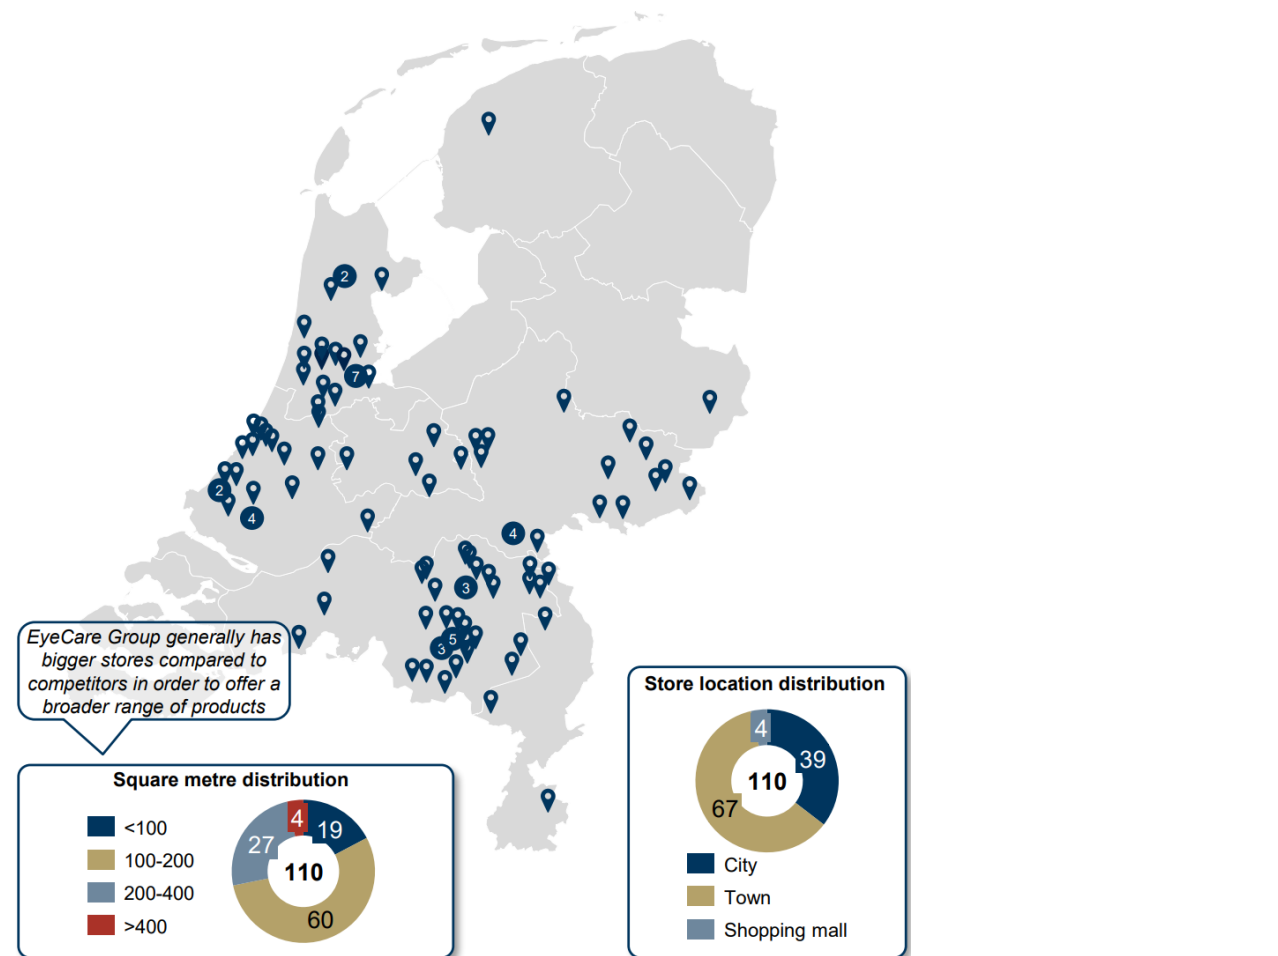 2
7
2
4
4
3
5
3
EyeCare Group generally has
bigger stores compared to
competitors in order to offer a
broader range of products
Square metre distribution
<100
100-200
200-400
>400
4
19
27
110
60
Store location distribution
4
39
110
67
City
Town
Shopping mall